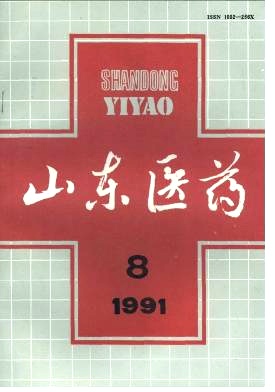 ISSN 1002—266X
SHANDONG
YIYAO
山东医药
8
1991